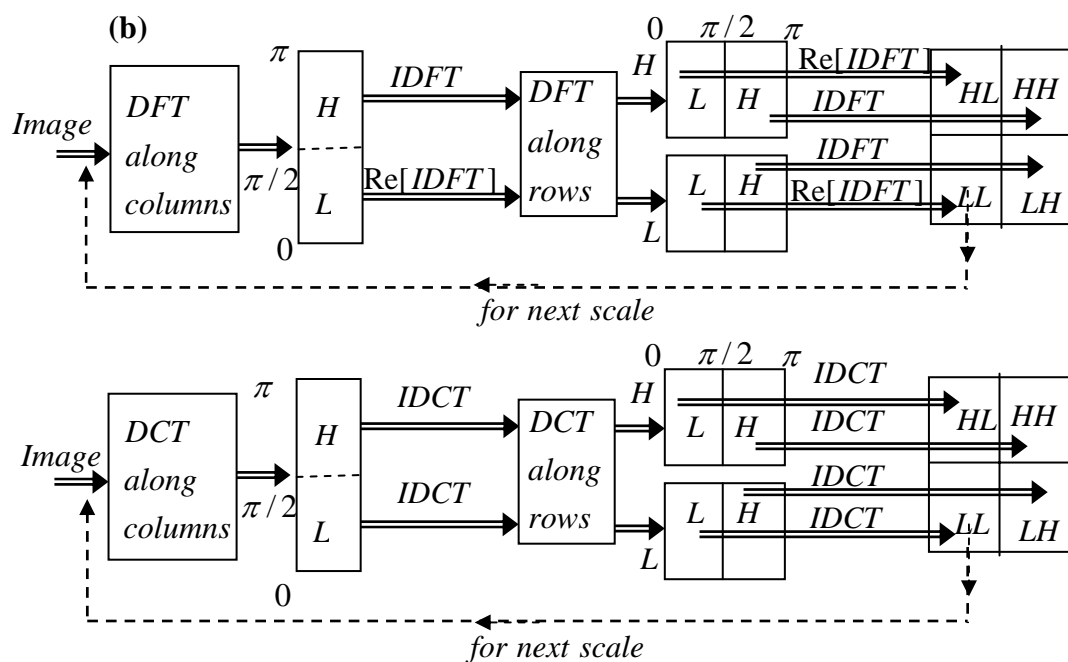 (b)
0 π/2 π
π
H
Re[IDFT]
DFT
along
columns
H
IDFT
DFT
along
rows
L H
IDFT
HL HH
Image
π/2
L
Re[IDFT]
L H
IDFT
Re[IDFT]
LL LH
0
L
for next scale
0 π/2 π
π
H
IDCT
DCT
along
columns
H
IDCT
DCT
along
rows
L H
IDCT
HL HH
Image
π/2
L
IDCT
L H
IDCT
IDCT
LL LH
0
L
for next scale